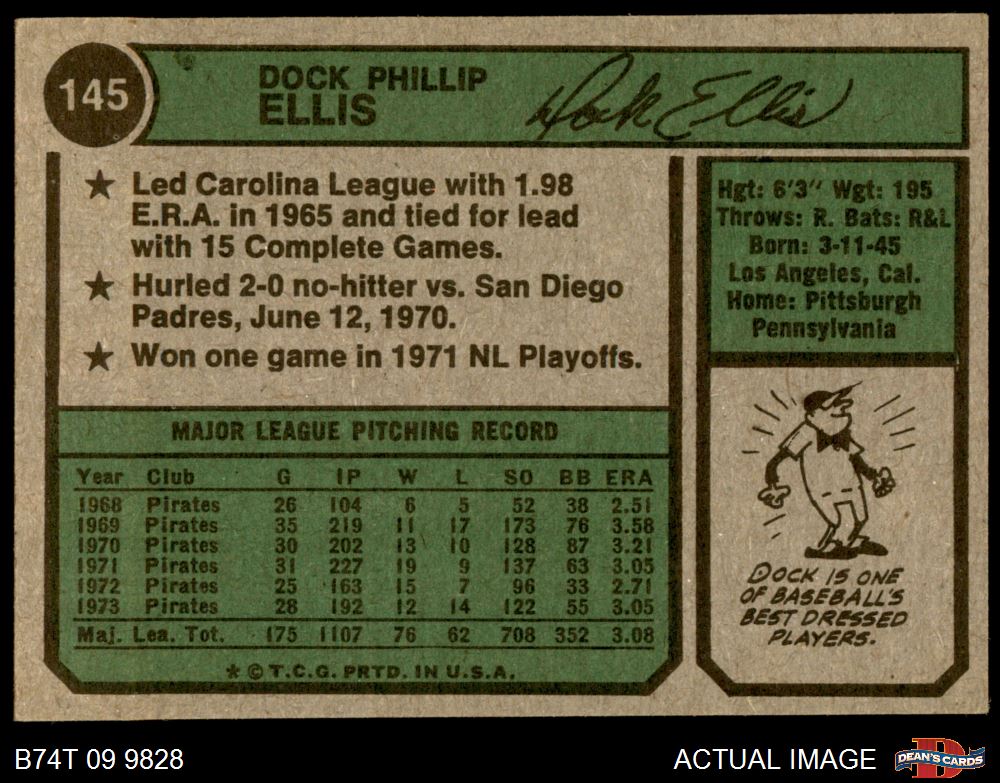 145
DOCK PHILLIP
ELLIS
Dock Ellis
★ Led Carolina League with 1.98
E.R.A. in 1965 and tied for lead
with 15 Complete Games.
★ Hurled 2-0 no-hitter vs. San Diego
Padres, June 12, 1970.
★ Won one game in 1971 NL Playoffs.
Hgt: 6'3" Wgt: 195
Throws: R. Bats: R&L
Born: 3-11-45
Los Angeles, Cal.
Home: Pittsburgh
Pennsylvania
MAJOR LEAGUE PITCHING RECORD
Year Club G IP W L SO BB ERA
1968 Pirates 26 104 6 5 52 38 2.51
1969 Pirates 35 219 11 17 173 76 3.58
1970 Pirates 30 202 13 10 128 87 3.21
1971 Pirates 31 227 19 9 137 63 3.05
1972 Pirates 25 163 15 7 96 33 2.71
1973 Pirates 28 192 12 14 122 55 3.05
Maj. Lea. Tot. 175 1107 76 62 708 352 3.08
* © T.C.G. PRTD. IN U.S.A.
DOCK IS ONE
OF BASEBALL'S
BEST DRESSED
PLAYERS.
B74T 09 9828
ACTUAL IMAGE
D
DEAN'S CARDS